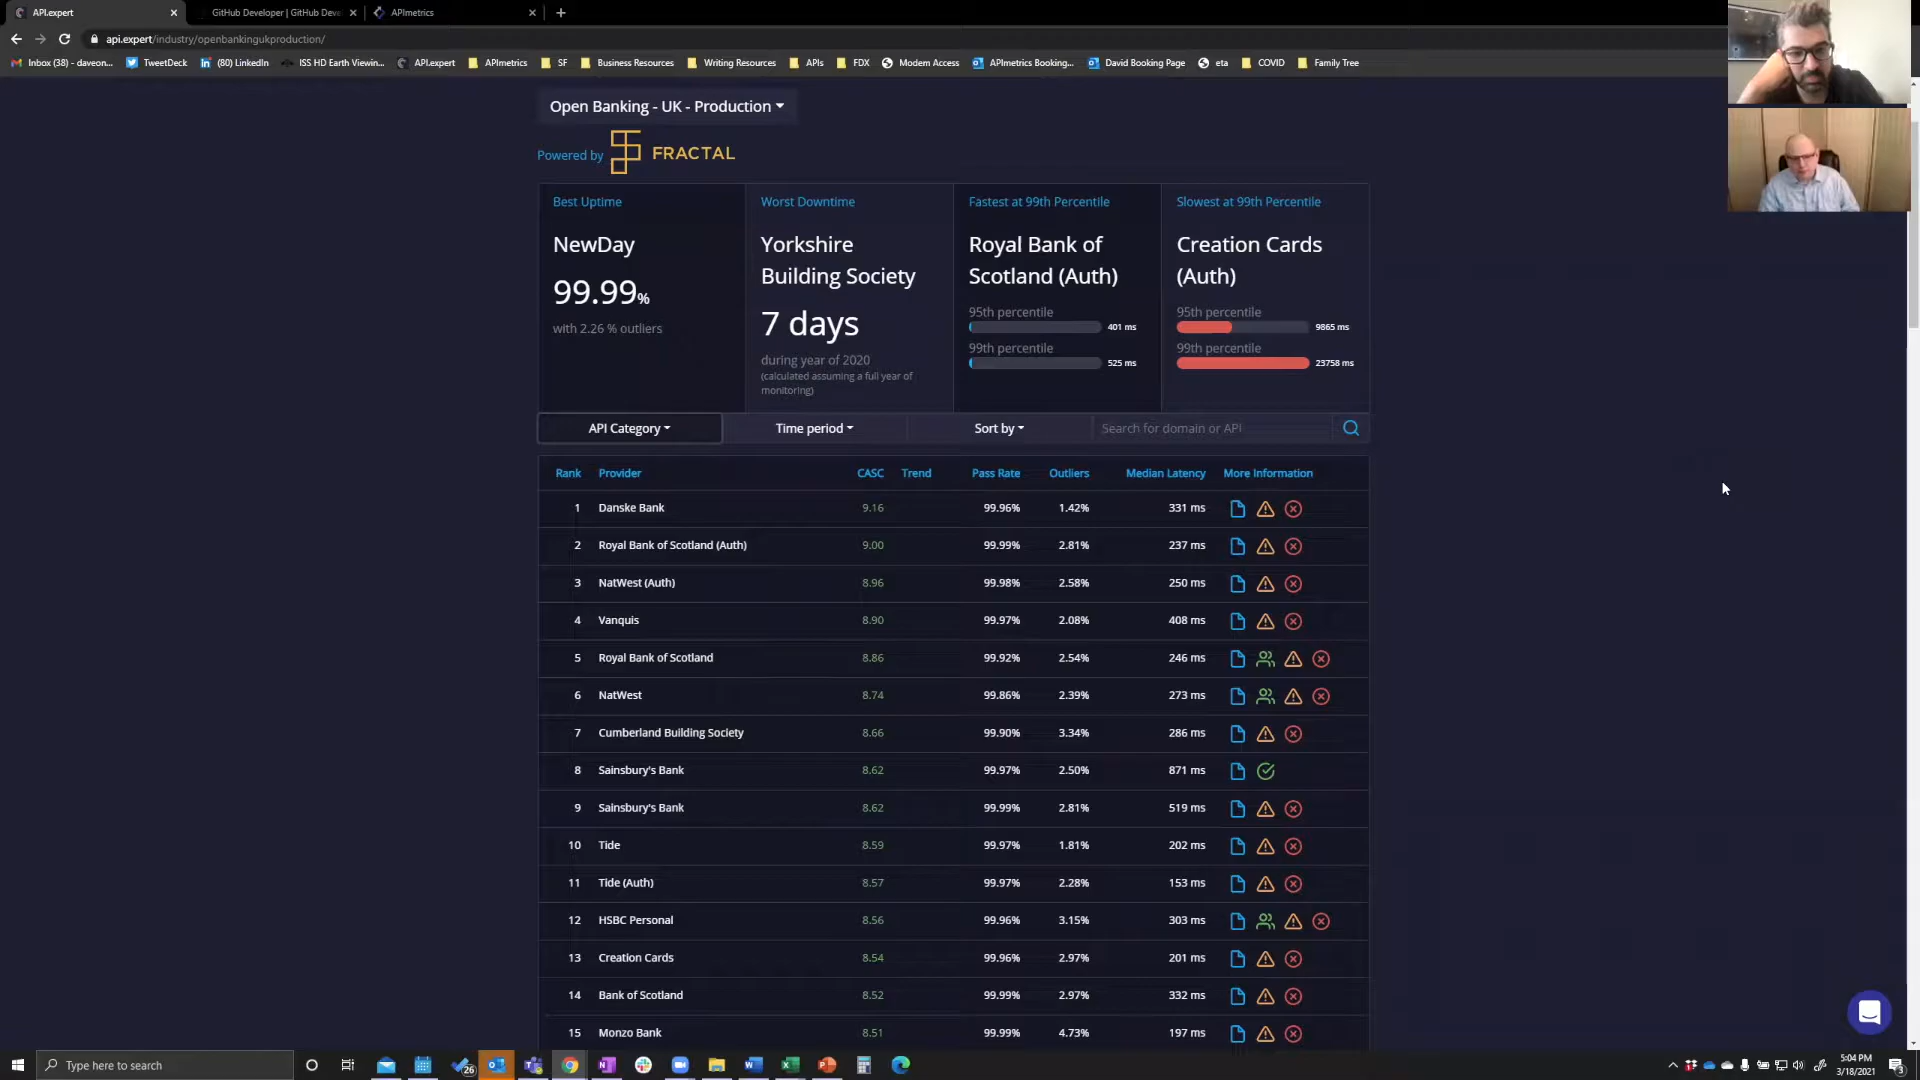 API.expert
GitHub Developer | GitHub Deve
APImetrics
api.expert/industry/openbankingukproduction/
Inbox (38) - daveon...
TweetDeck
(80) LinkedIn
ISS HD Earth Viewin...
API.expert
APImetrics
SF
Business Resources
Writing Resources
APIs
FDX
Modem Access
APImetrics Booking...
David Booking Page
eta
COVID
Family Tree
Open Banking - UK - Production
Powered by FRACTAL
Best Uptime
NewDay
99.99%
with 2.26 % outliers
Worst Downtime
Yorkshire
Building Society
7 days
during year of 2020
(calculated assuming a full year of
monitoring)
Fastest at 99th Percentile
Royal Bank of
Scotland (Auth)
95th percentile
401 ms
99th percentile
525 ms
Slowest at 99th Percentile
Creation Cards
(Auth)
95th percentile
9865 ms
99th percentile
23758 ms
API Category Time period Sort by Search for domain or API
Rank Provider CASC Trend Pass Rate Outliers Median Latency More Information
1 Danske Bank 9.16 99.96% 1.42% 331 ms
2 Royal Bank of Scotland (Auth) 9.00 99.99% 2.81% 237 ms
3 NatWest (Auth) 8.96 99.98% 2.58% 250 ms
4 Vanquis 8.90 99.97% 2.08% 408 ms
5 Royal Bank of Scotland 8.86 99.92% 2.54% 246 ms
6 NatWest 8.74 99.86% 2.39% 273 ms
7 Cumberland Building Society 8.66 99.90% 3.34% 286 ms
8 Sainsbury's Bank 8.62 99.97% 2.50% 871 ms
9 Sainsbury's Bank 8.62 99.99% 2.81% 519 ms
10 Tide 8.59 99.97% 1.81% 202 ms
11 Tide (Auth) 8.57 99.97% 2.28% 153 ms
12 HSBC Personal 8.56 99.96% 3.15% 303 ms
13 Creation Cards 8.54 99.96% 2.97% 201 ms
14 Bank of Scotland 8.52 99.99% 2.97% 332 ms
15 Monzo Bank 8.51 99.99% 4.73% 197 ms
Type here to search
26
5:04 PM
3/18/2021
3